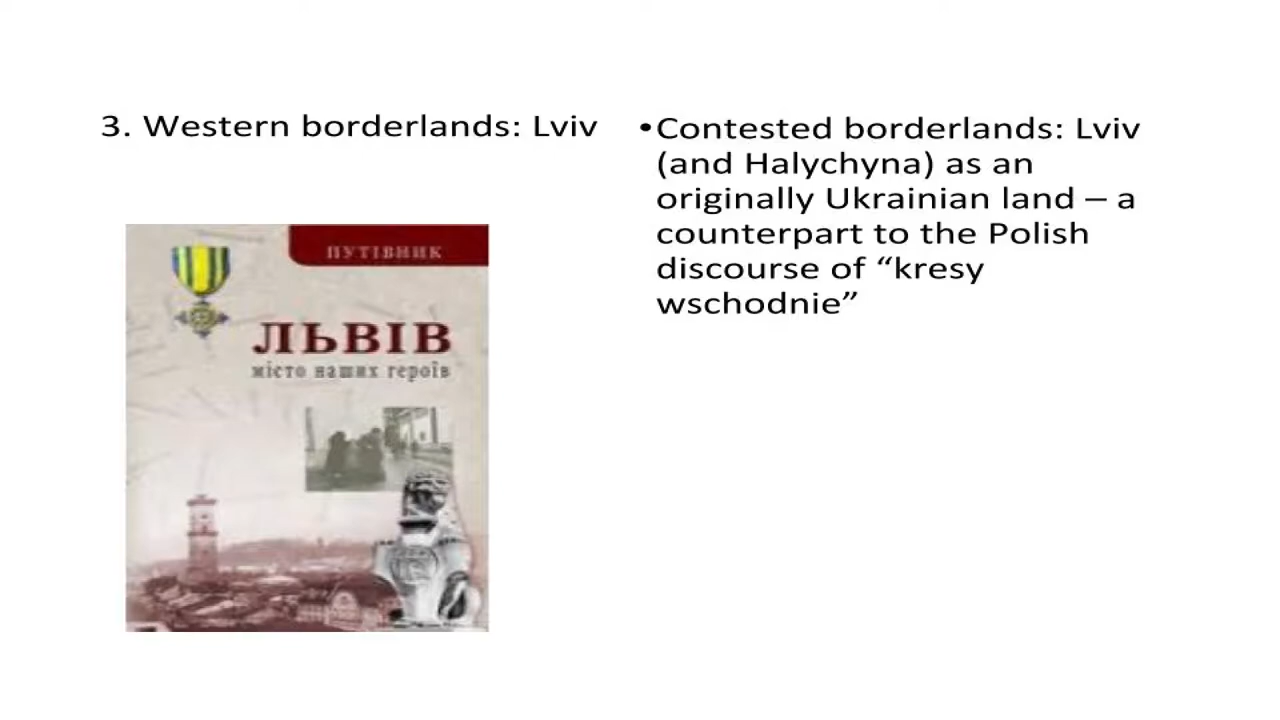 3. Western borderlands: Lviv
•Contested borderlands: Lviv
(and Halychyna) as an
originally Ukrainian land – a
counterpart to the Polish
discourse of “kresy
wschodnie”
ПУТІВНИК
ЛЬВІВ
місто наших героїв